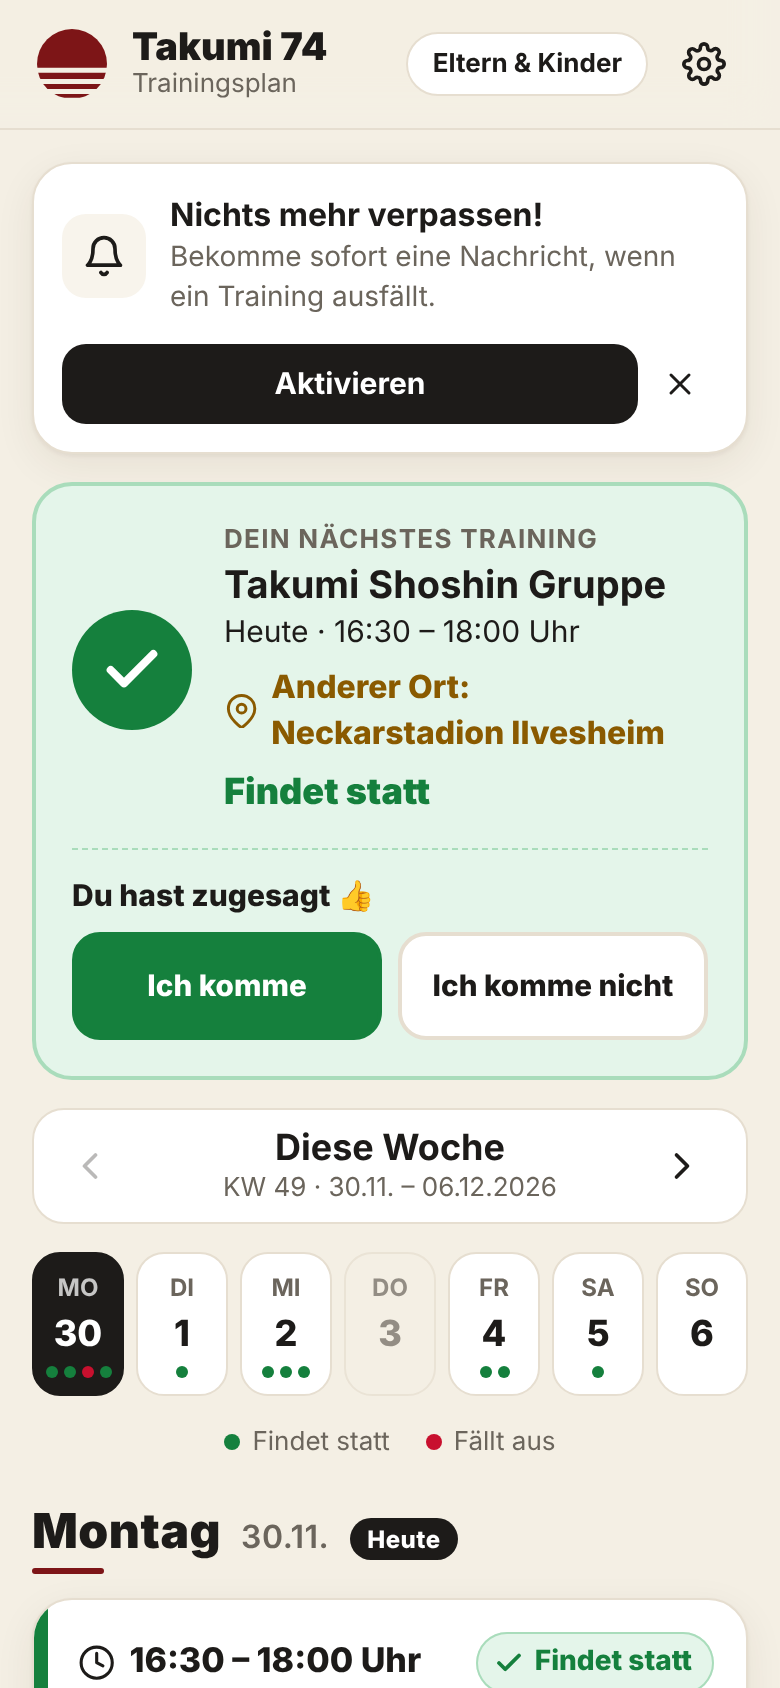 Takumi 74
Trainingsplan
Eltern & Kinder
Nichts mehr verpassen!
Bekomme sofort eine Nachricht, wenn
ein Training ausfällt.
Aktivieren
DEIN NÄCHSTES TRAINING
Takumi Shoshin Gruppe
Heute · 16:30 – 18:00 Uhr
Anderer Ort:
Neckarstadion Ilvesheim
Findet statt
Du hast zugesagt 👍
Ich komme
Ich komme nicht
Diese Woche
KW 49 · 30.11. – 06.12.2026
MO DI MI DO FR SA SO
30 1 2 3 4 5 6
Findet statt Fällt aus
Montag 30.11. Heute
16:30 – 18:00 Uhr Findet statt